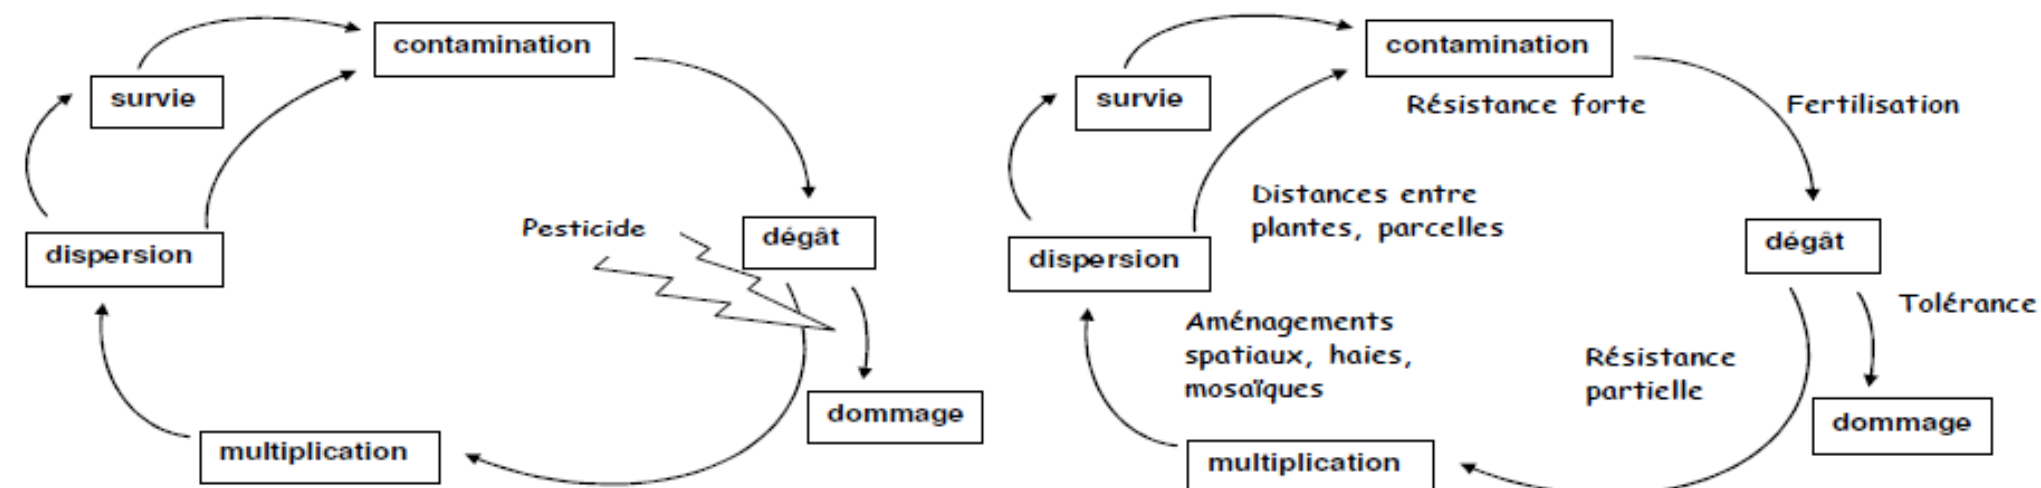 contamination
survie
Pesticide
dégât
dispersion
dommage
multiplication
contamination
survie
Résistance forte
Fertilisation
Distances entre
plantes, parcelles
dégât
dispersion
Tolérance
Aménagements
spatiaux, haies,
mosaïques
Résistance
partielle
dommage
multiplication